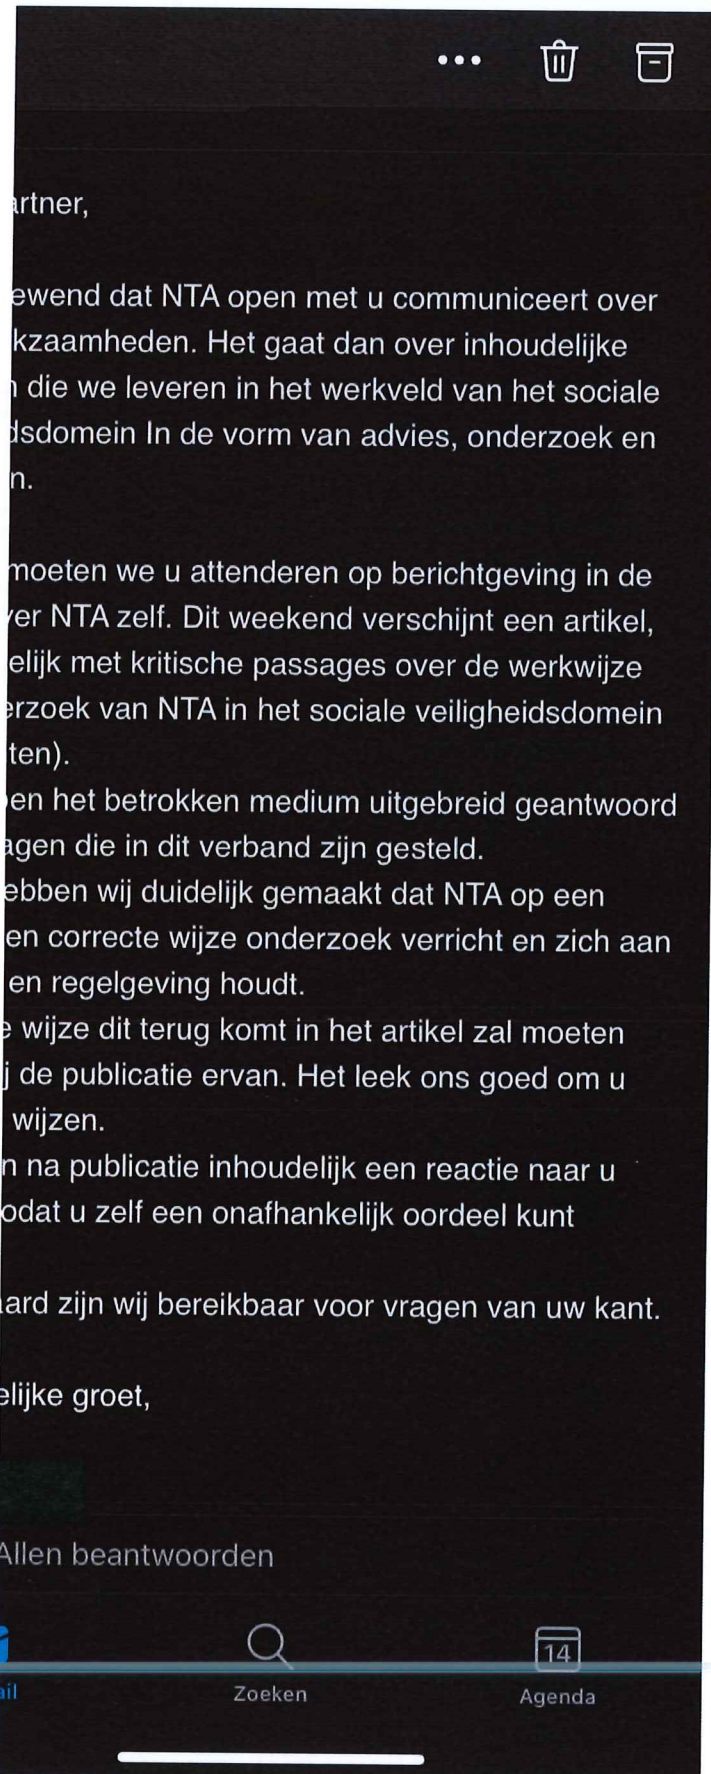 artner,
ewend dat NTA open met u communiceert over
kzaamheden. Het gaat dan over inhoudelijke
die we leveren in het werkveld van het sociale
dsdomein In de vorm van advies, onderzoek en
n.
moeten we u attenderen op berichtgeving in de
er NTA zelf. Dit weekend verschijnt een artikel,
elijk met kritische passages over de werkwijze
erzoek van NTA in het sociale veiligheidsdomein
ten).
en het betrokken medium uitgebreid geantwoord
agen die in dit verband zijn gesteld.
ebben wij duidelijk gemaakt dat NTA op een
en correcte wijze onderzoek verricht en zich aan
en regelgeving houdt.
e wijze dit terug komt in het artikel zal moeten
j de publicatie ervan. Het leek ons goed om u
wijzen.
n na publicatie inhoudelijk een reactie naar u
odat u zelf een onafhankelijk oordeel kunt
aard zijn wij bereikbaar voor vragen van uw kant.
elijke groet,
Allen beantwoorden
14
ail Zoeken Agenda